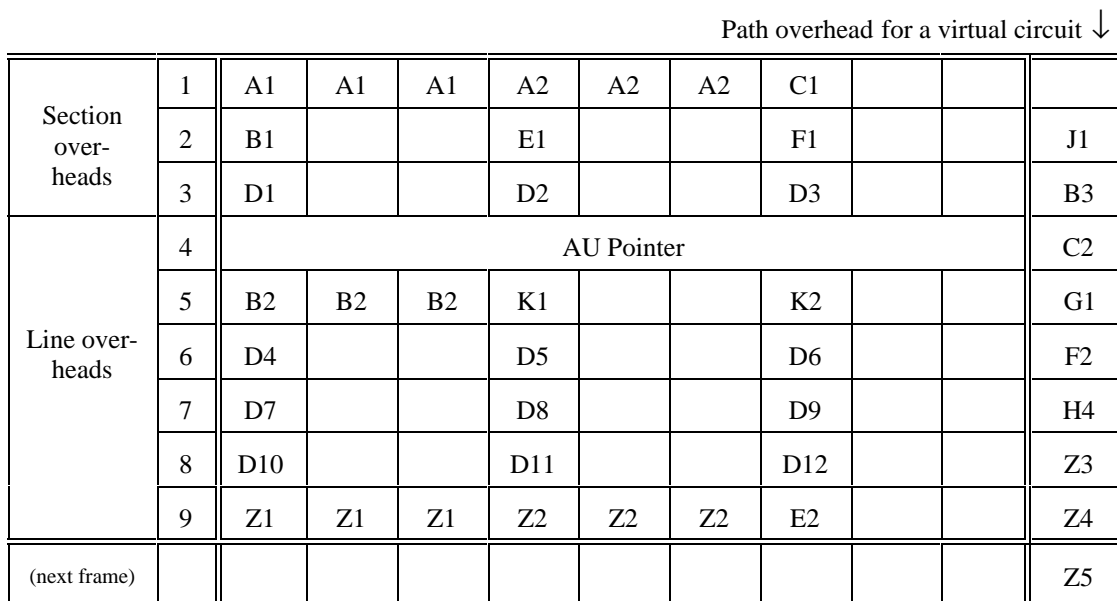 Path overhead for a virtual circuit ↓
Section over-heads
1 A1 A1 A1 A2 A2 A2 C1
2 B1 E1 F1 J1
3 D1 D2 D3 B3
Line over-heads
4 AU Pointer C2
5 B2 B2 B2 K1 K2 G1
6 D4 D5 D6 F2
7 D7 D8 D9 H4
8 D10 D11 D12 Z3
9 Z1 Z1 Z1 Z2 Z2 Z2 E2 Z4
(next frame) Z5